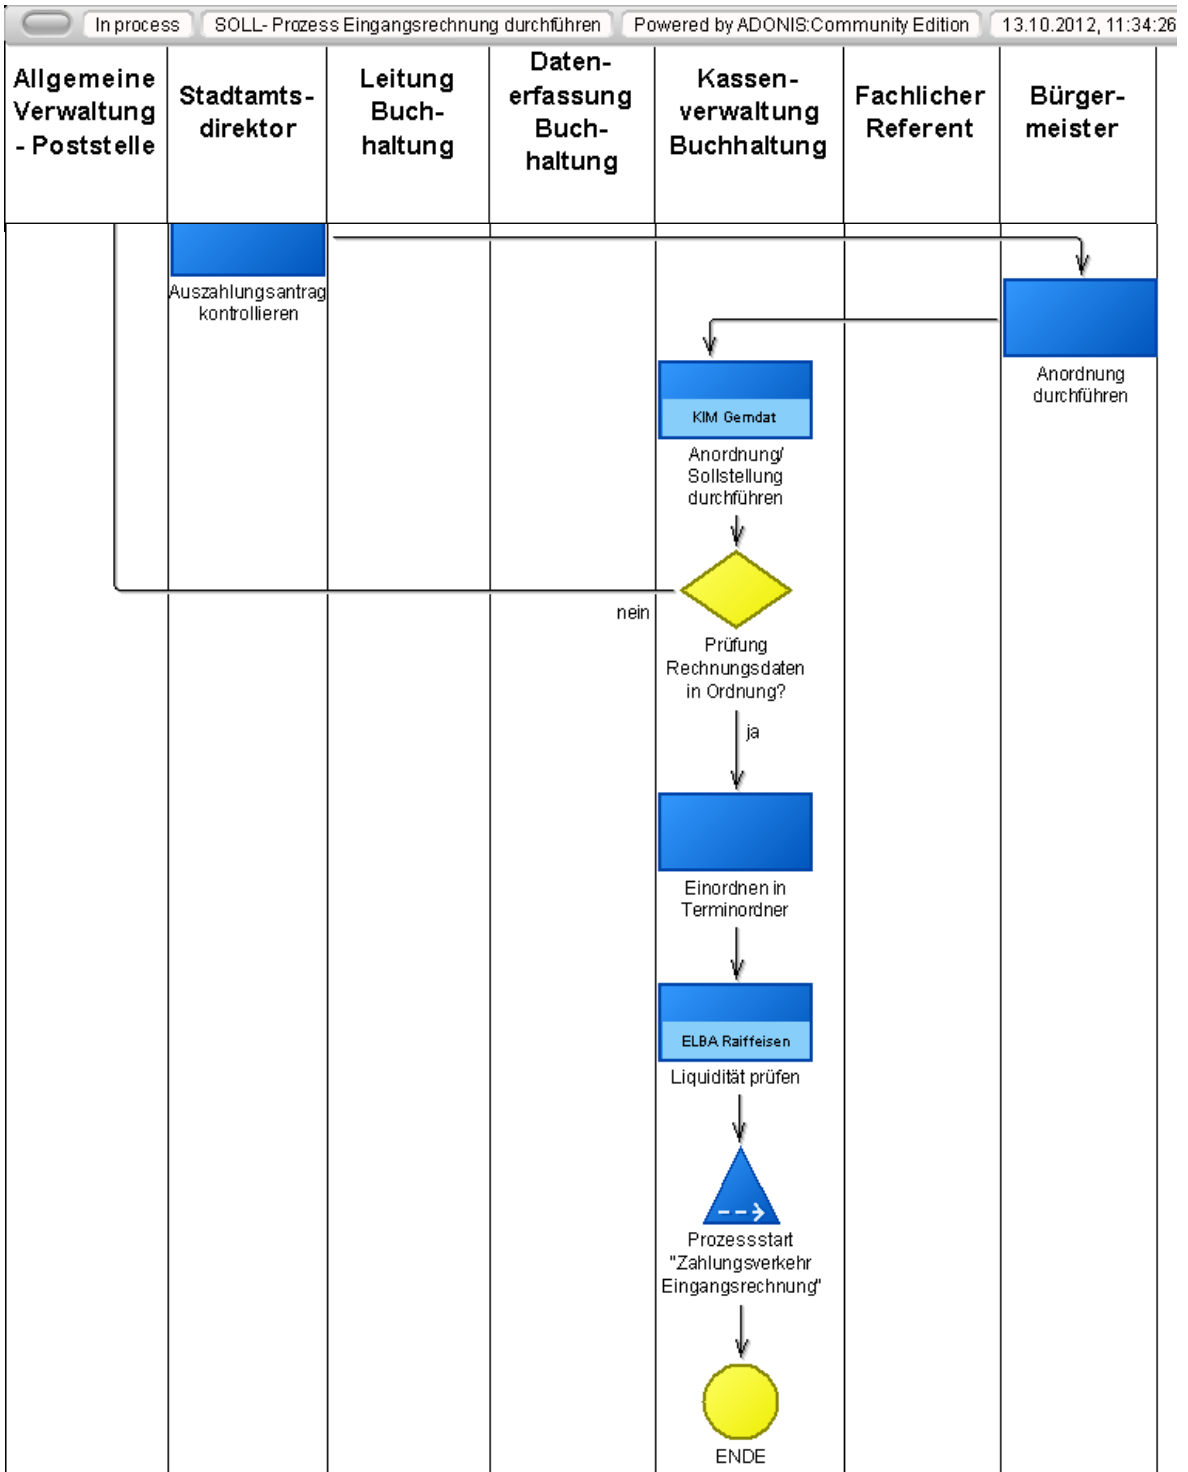 In process
SOLL- Prozess Eingangsrechnung durchführen
Powered by ADONIS:Community Edition
13.10.2012, 11:34:26
Allgemeine
Verwaltung
- Poststelle
Stadtamts-
direktor
Leitung
Buch-
haltung
Daten-
erfassung
Buch-
haltung
Kassen-
verwaltung
Buchhaltung
Fachlicher
Referent
Bürger-
meister
Auszahlungsantrag
kontrollieren
Anordnung
durchführen
KIM Gemdat
Anordnung/
Sollstellung
durchführen
nein
Prüfung
Rechnungsdaten
in Ordnung?
ja
Einordnen in
Terminordner
ELBA Raiffeisen
Liquidität prüfen
Prozessstart
"Zahlungsverkehr
Eingangsrechnung"
ENDE